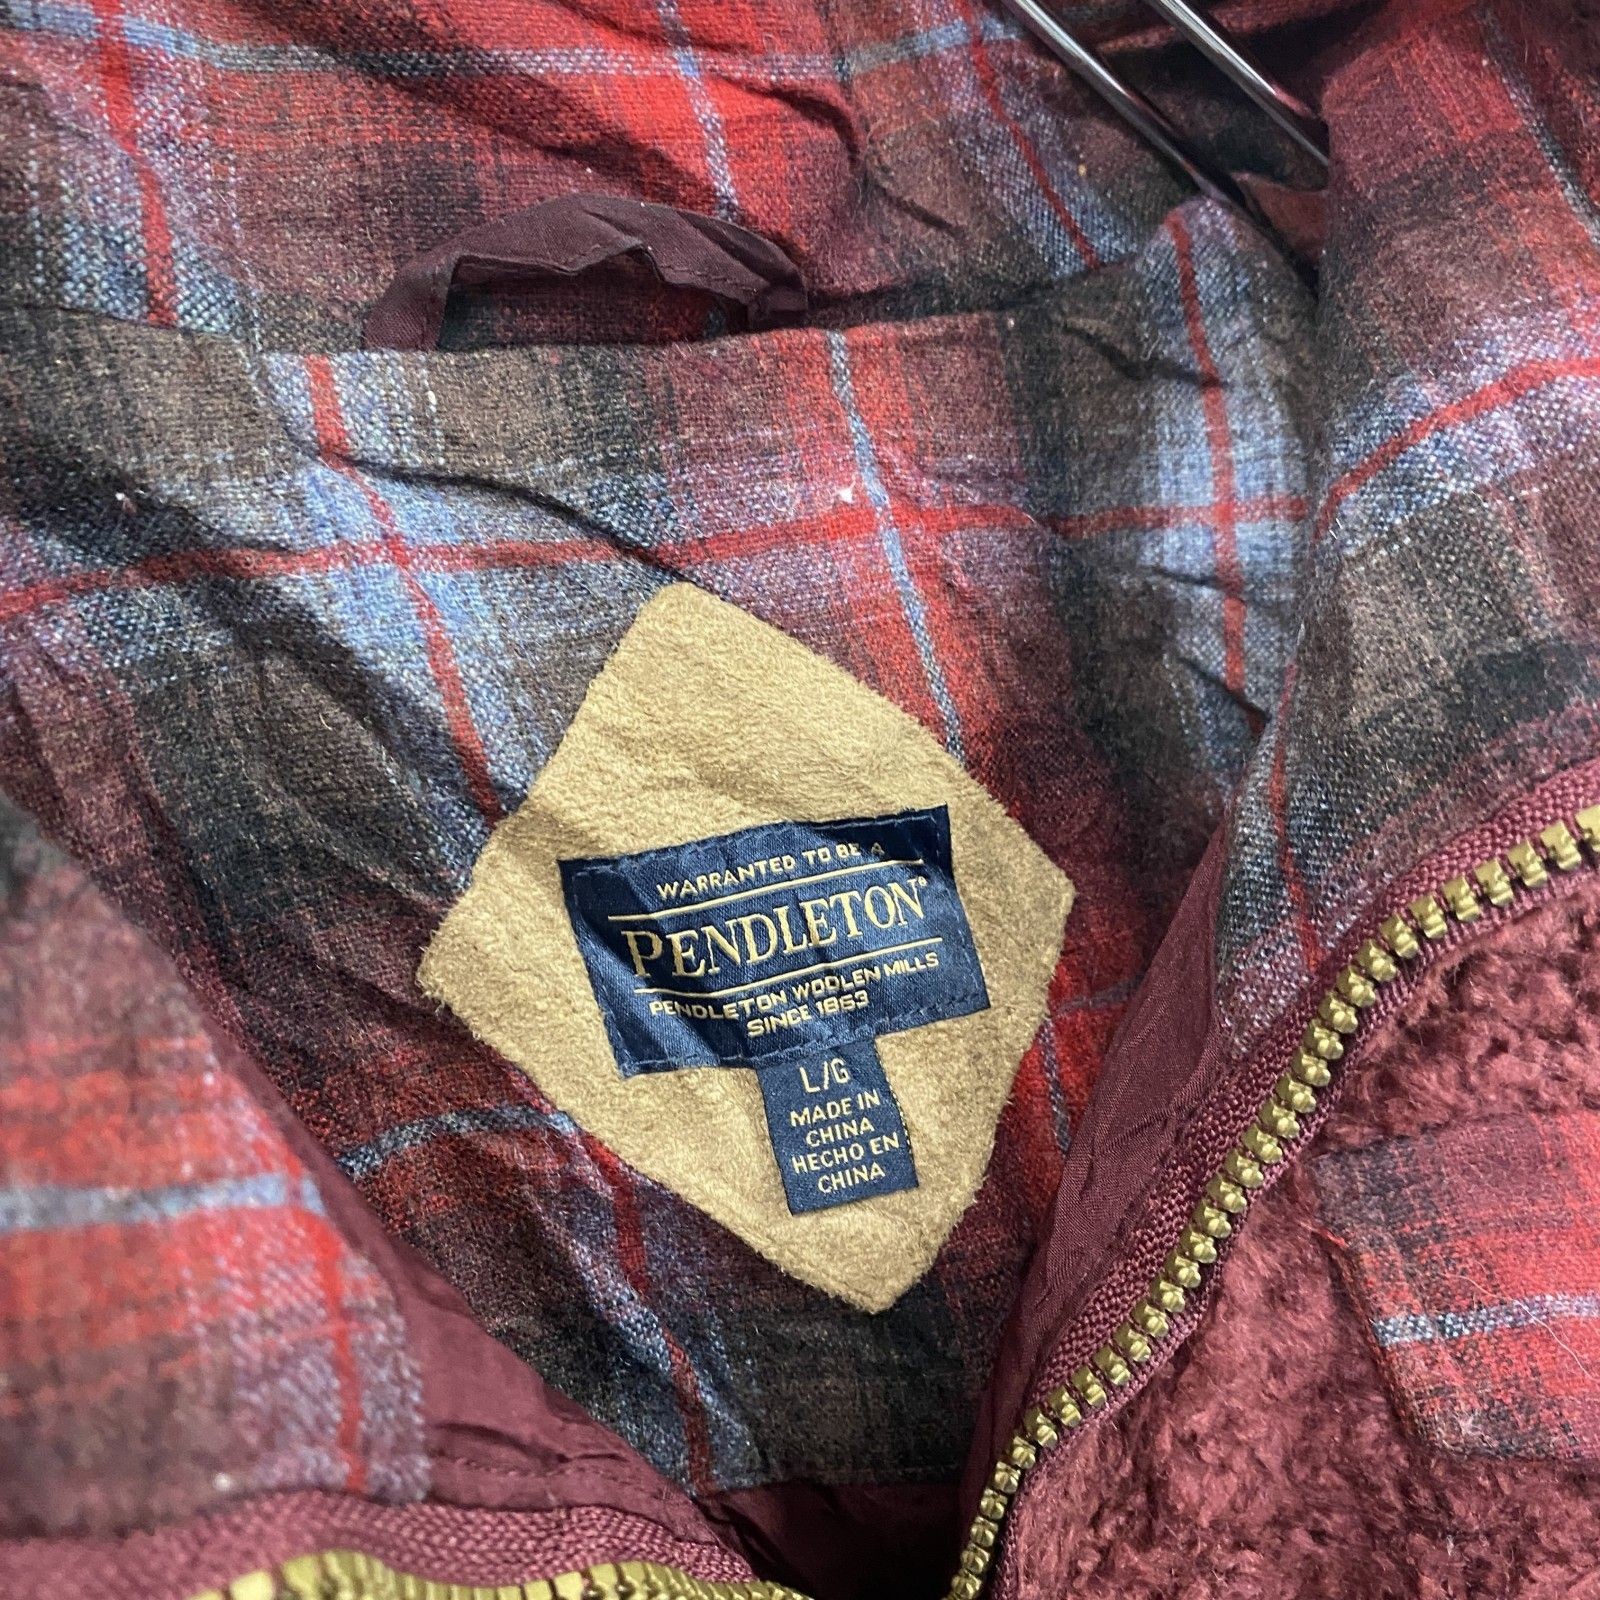 WARRANTED TO BE A
PENDLETON®
PENDLETON WOOLEN MILLS
SINCE 1863
L/G
MADE IN
CHINA
HECHO EN
CHINA